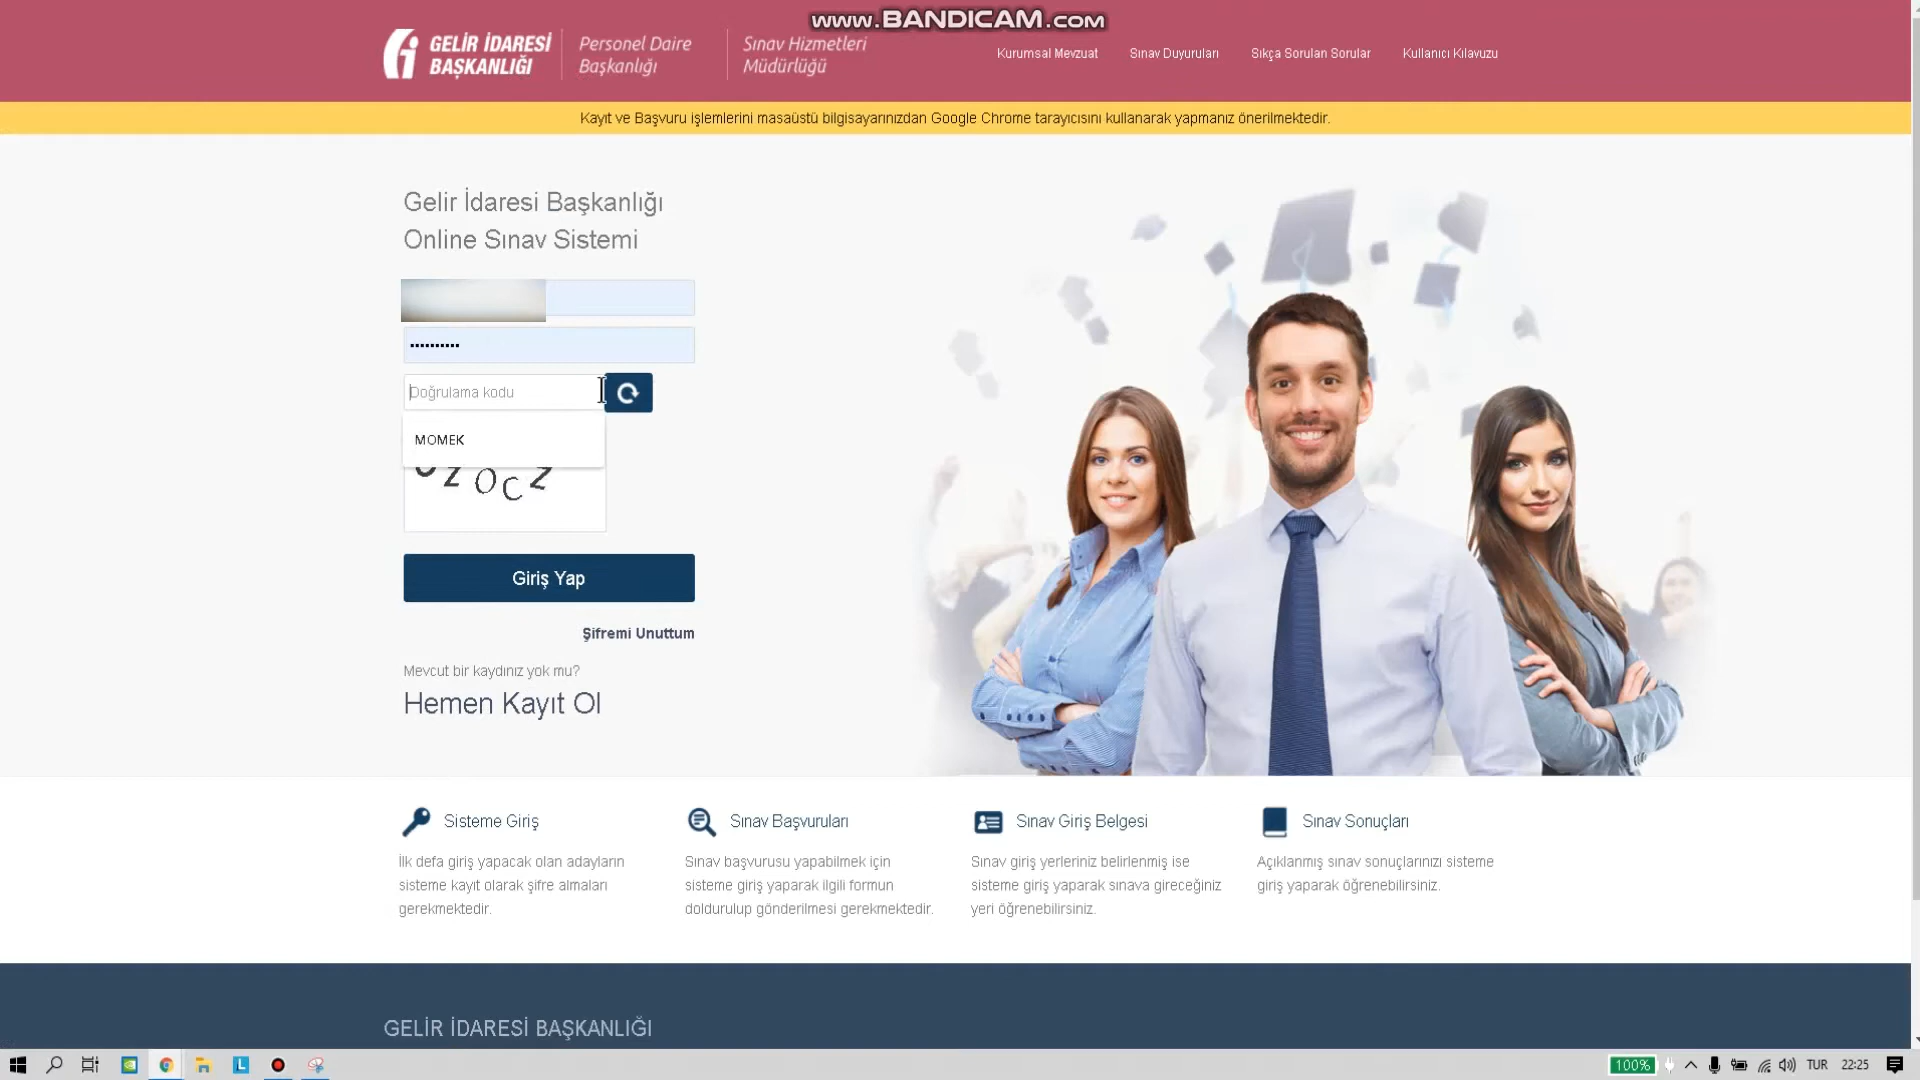 www.BANDICAM.com
GELİR İDARESİ
BAŞKANLIĞI
Personel Daire
Başkanlığı
Sınav Hizmetleri
Müdürlüğü
Kurumsal Mevzuat
Sınav Duyuruları
Sıkça Sorulan Sorular
Kullanıcı Kılavuzu
Kayıt ve Başvuru işlemlerini masaüstü bilgisayarınızdan Google Chrome tarayıcısını kullanarak yapmanız önerilmektedir.
Gelir İdaresi Başkanlığı
Online Sınav Sistemi
Doğrulama kodu
MOMEK
Giriş Yap
Şifremi Unuttum
Mevcut bir kaydınız yok mu?
Hemen Kayıt Ol
Sisteme Giriş
İlk defa giriş yapacak olan adayların
sisteme kayıt olarak şifre almaları
gerekmektedir.
Sınav Başvuruları
Sınav başvurusu yapabilmek için
sisteme giriş yaparak ilgili formun
doldurulup gönderilmesi gerekmektedir.
Sınav Giriş Belgesi
Sınav giriş yerleriniz belirlenmiş ise
sisteme giriş yaparak sınava gireceğiniz
yeri öğrenebilirsiniz.
Sınav Sonuçları
Açıklanmış sınav sonuçlarınızı sisteme
giriş yaparak öğrenebilirsiniz.
GELİR İDARESİ BAŞKANLIĞI
L
100%
TUR
22:25